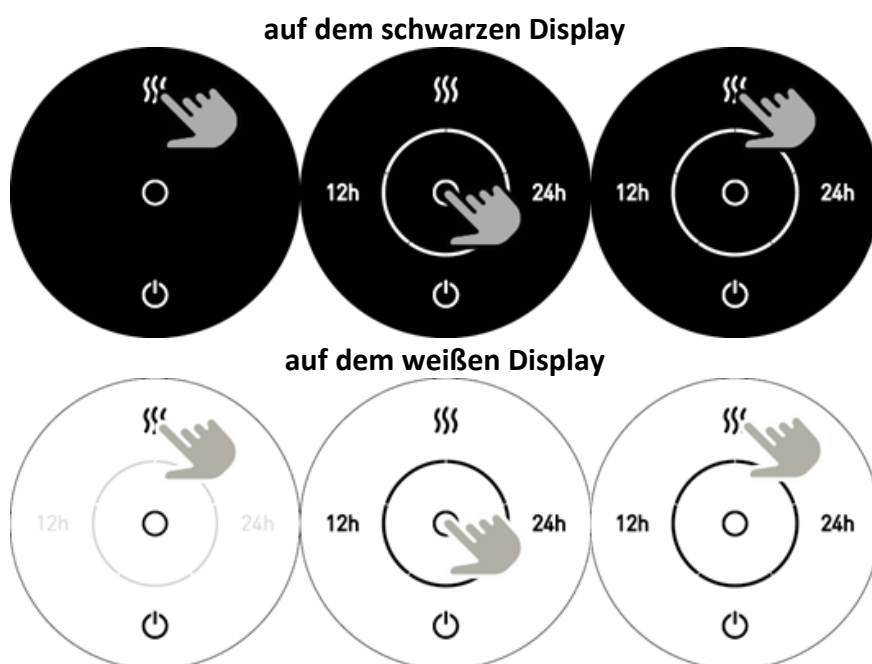 auf dem schwarzen Display
12h 24h 12h 24h
auf dem weißen Display
12h 24h 12h 24h 12h 24h